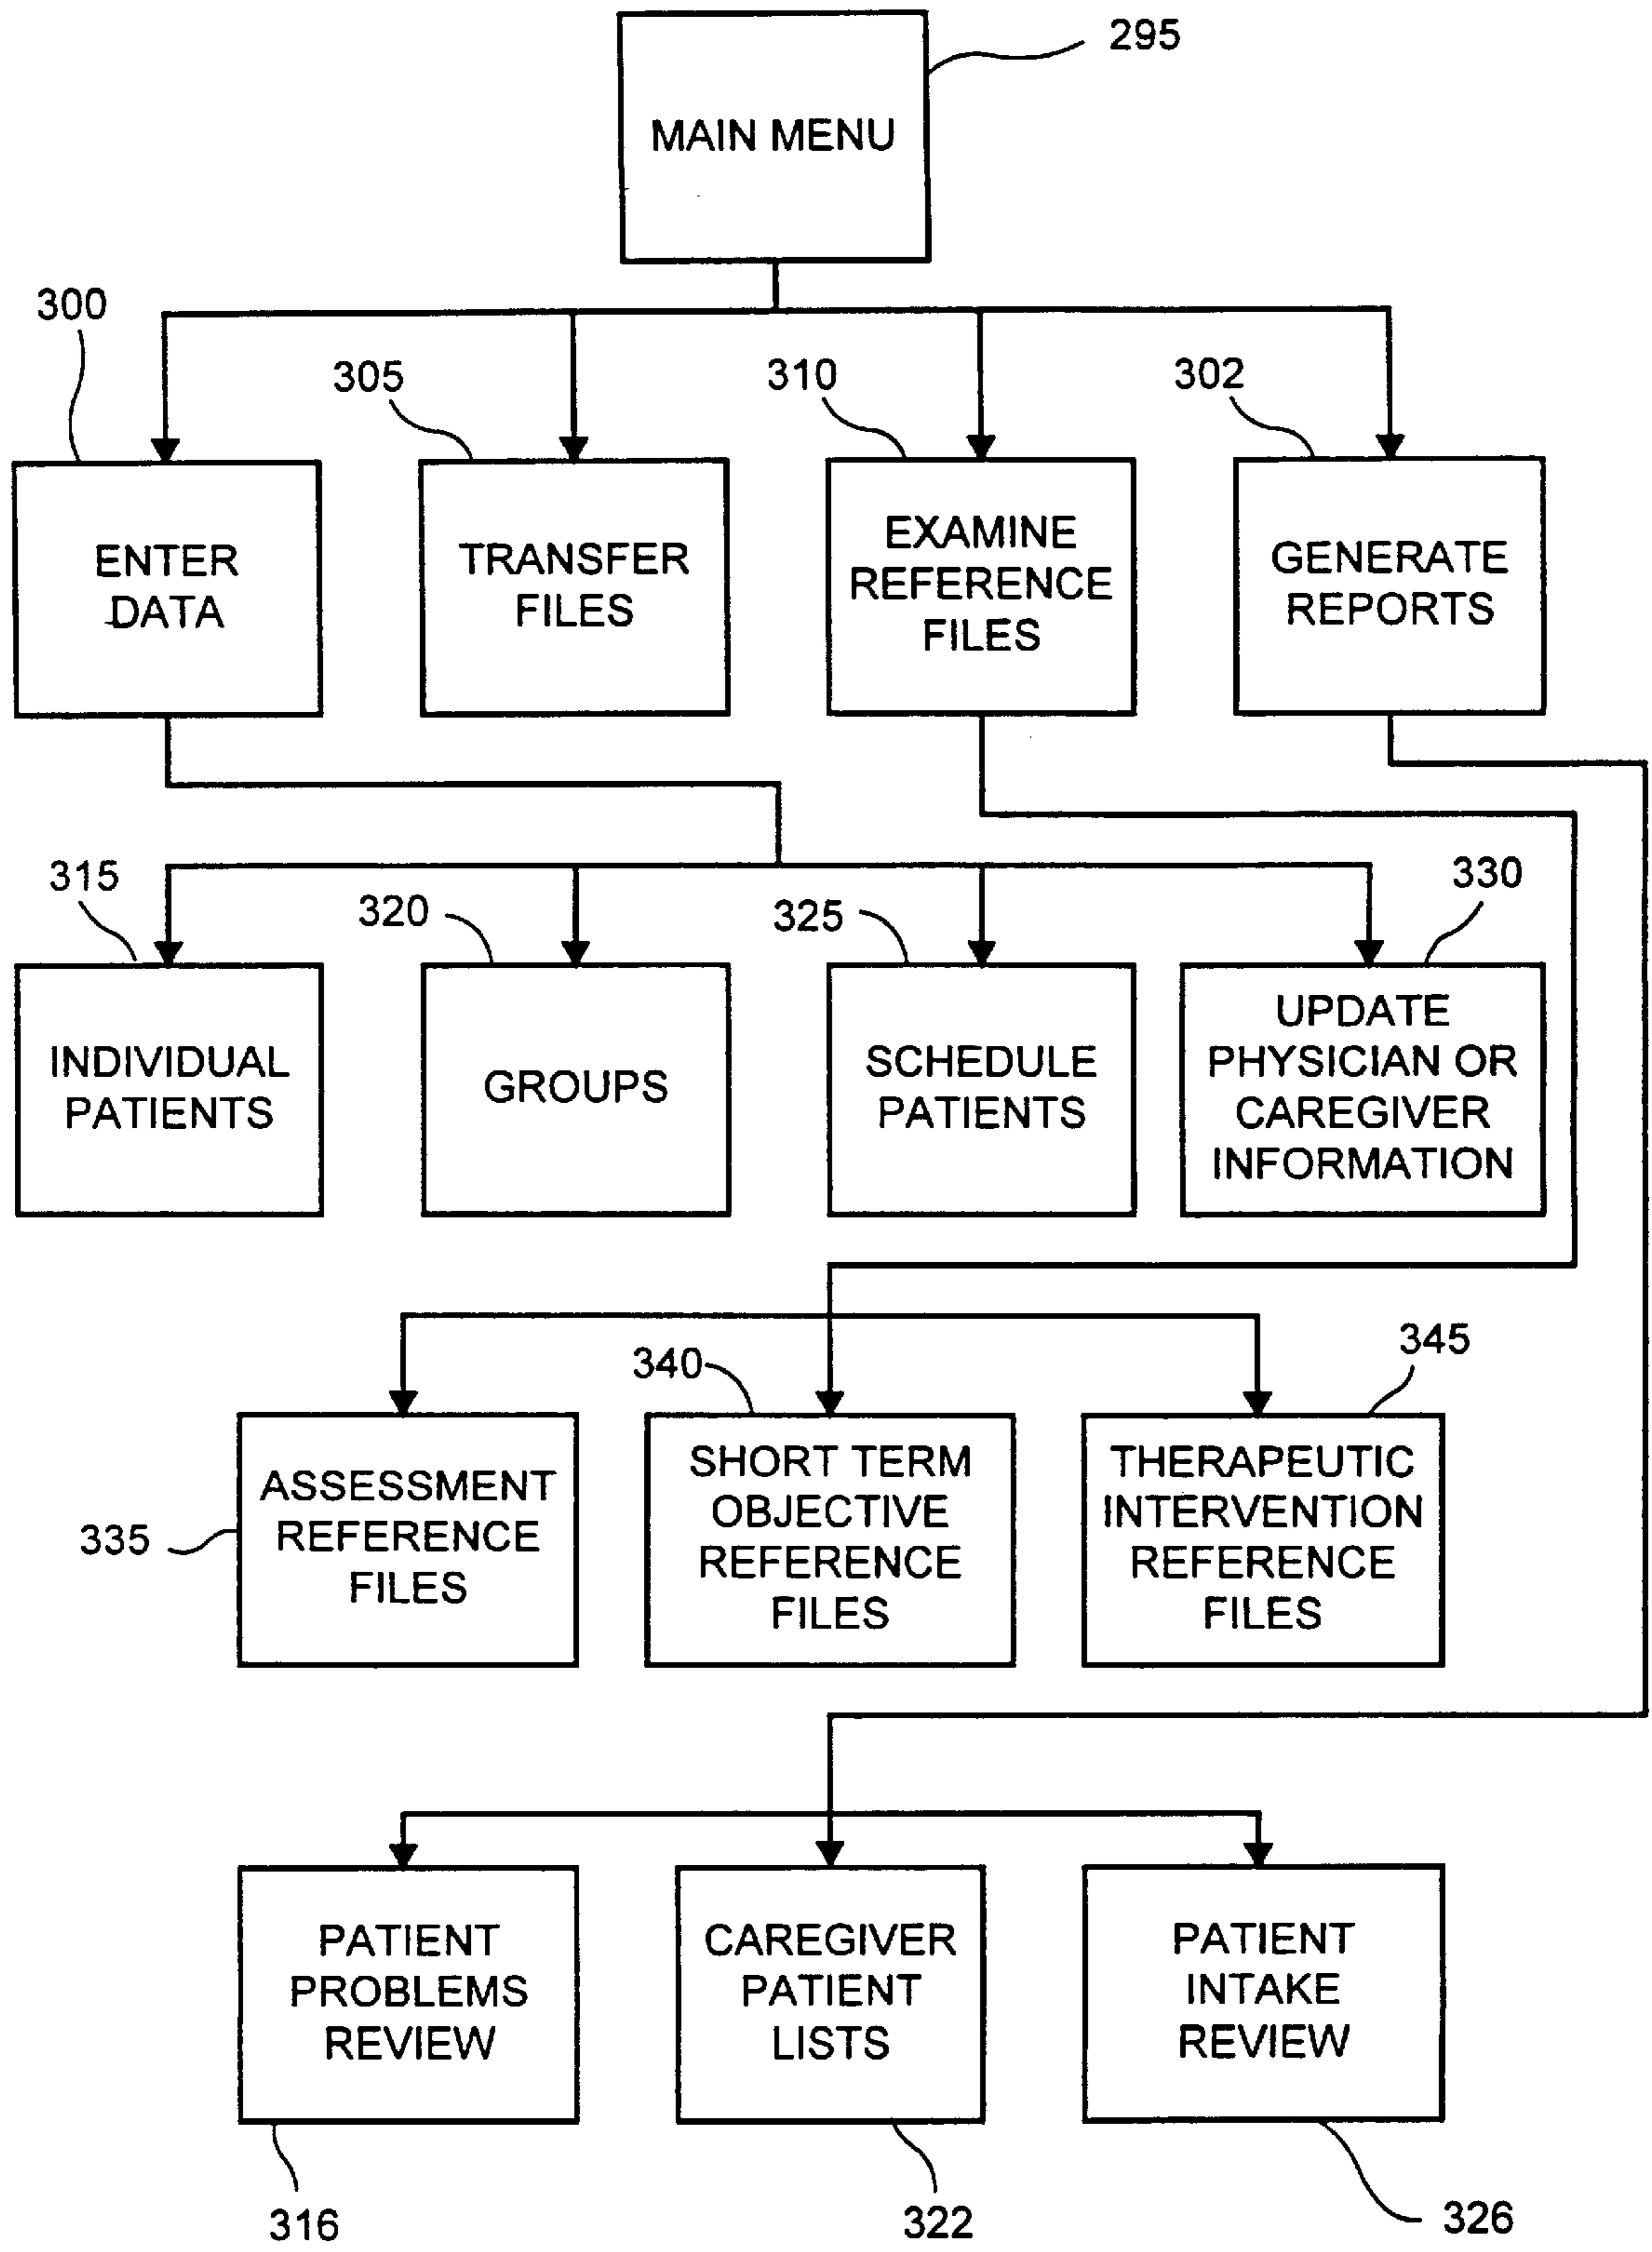 295
MAIN MENU
300
305
310
302
ENTER
DATA
TRANSFER
FILES
EXAMINE
REFERENCE
FILES
GENERATE
REPORTS
315
320
325
330
INDIVIDUAL
PATIENTS
GROUPS
SCHEDULE
PATIENTS
UPDATE
PHYSICIAN OR
CAREGIVER
INFORMATION
335
340
345
ASSESSMENT
REFERENCE
FILES
SHORT TERM
OBJECTIVE
REFERENCE
FILES
THERAPEUTIC
INTERVENTION
REFERENCE
FILES
PATIENT
PROBLEMS
REVIEW
CAREGIVER
PATIENT
LISTS
PATIENT
INTAKE
REVIEW
316
322
326